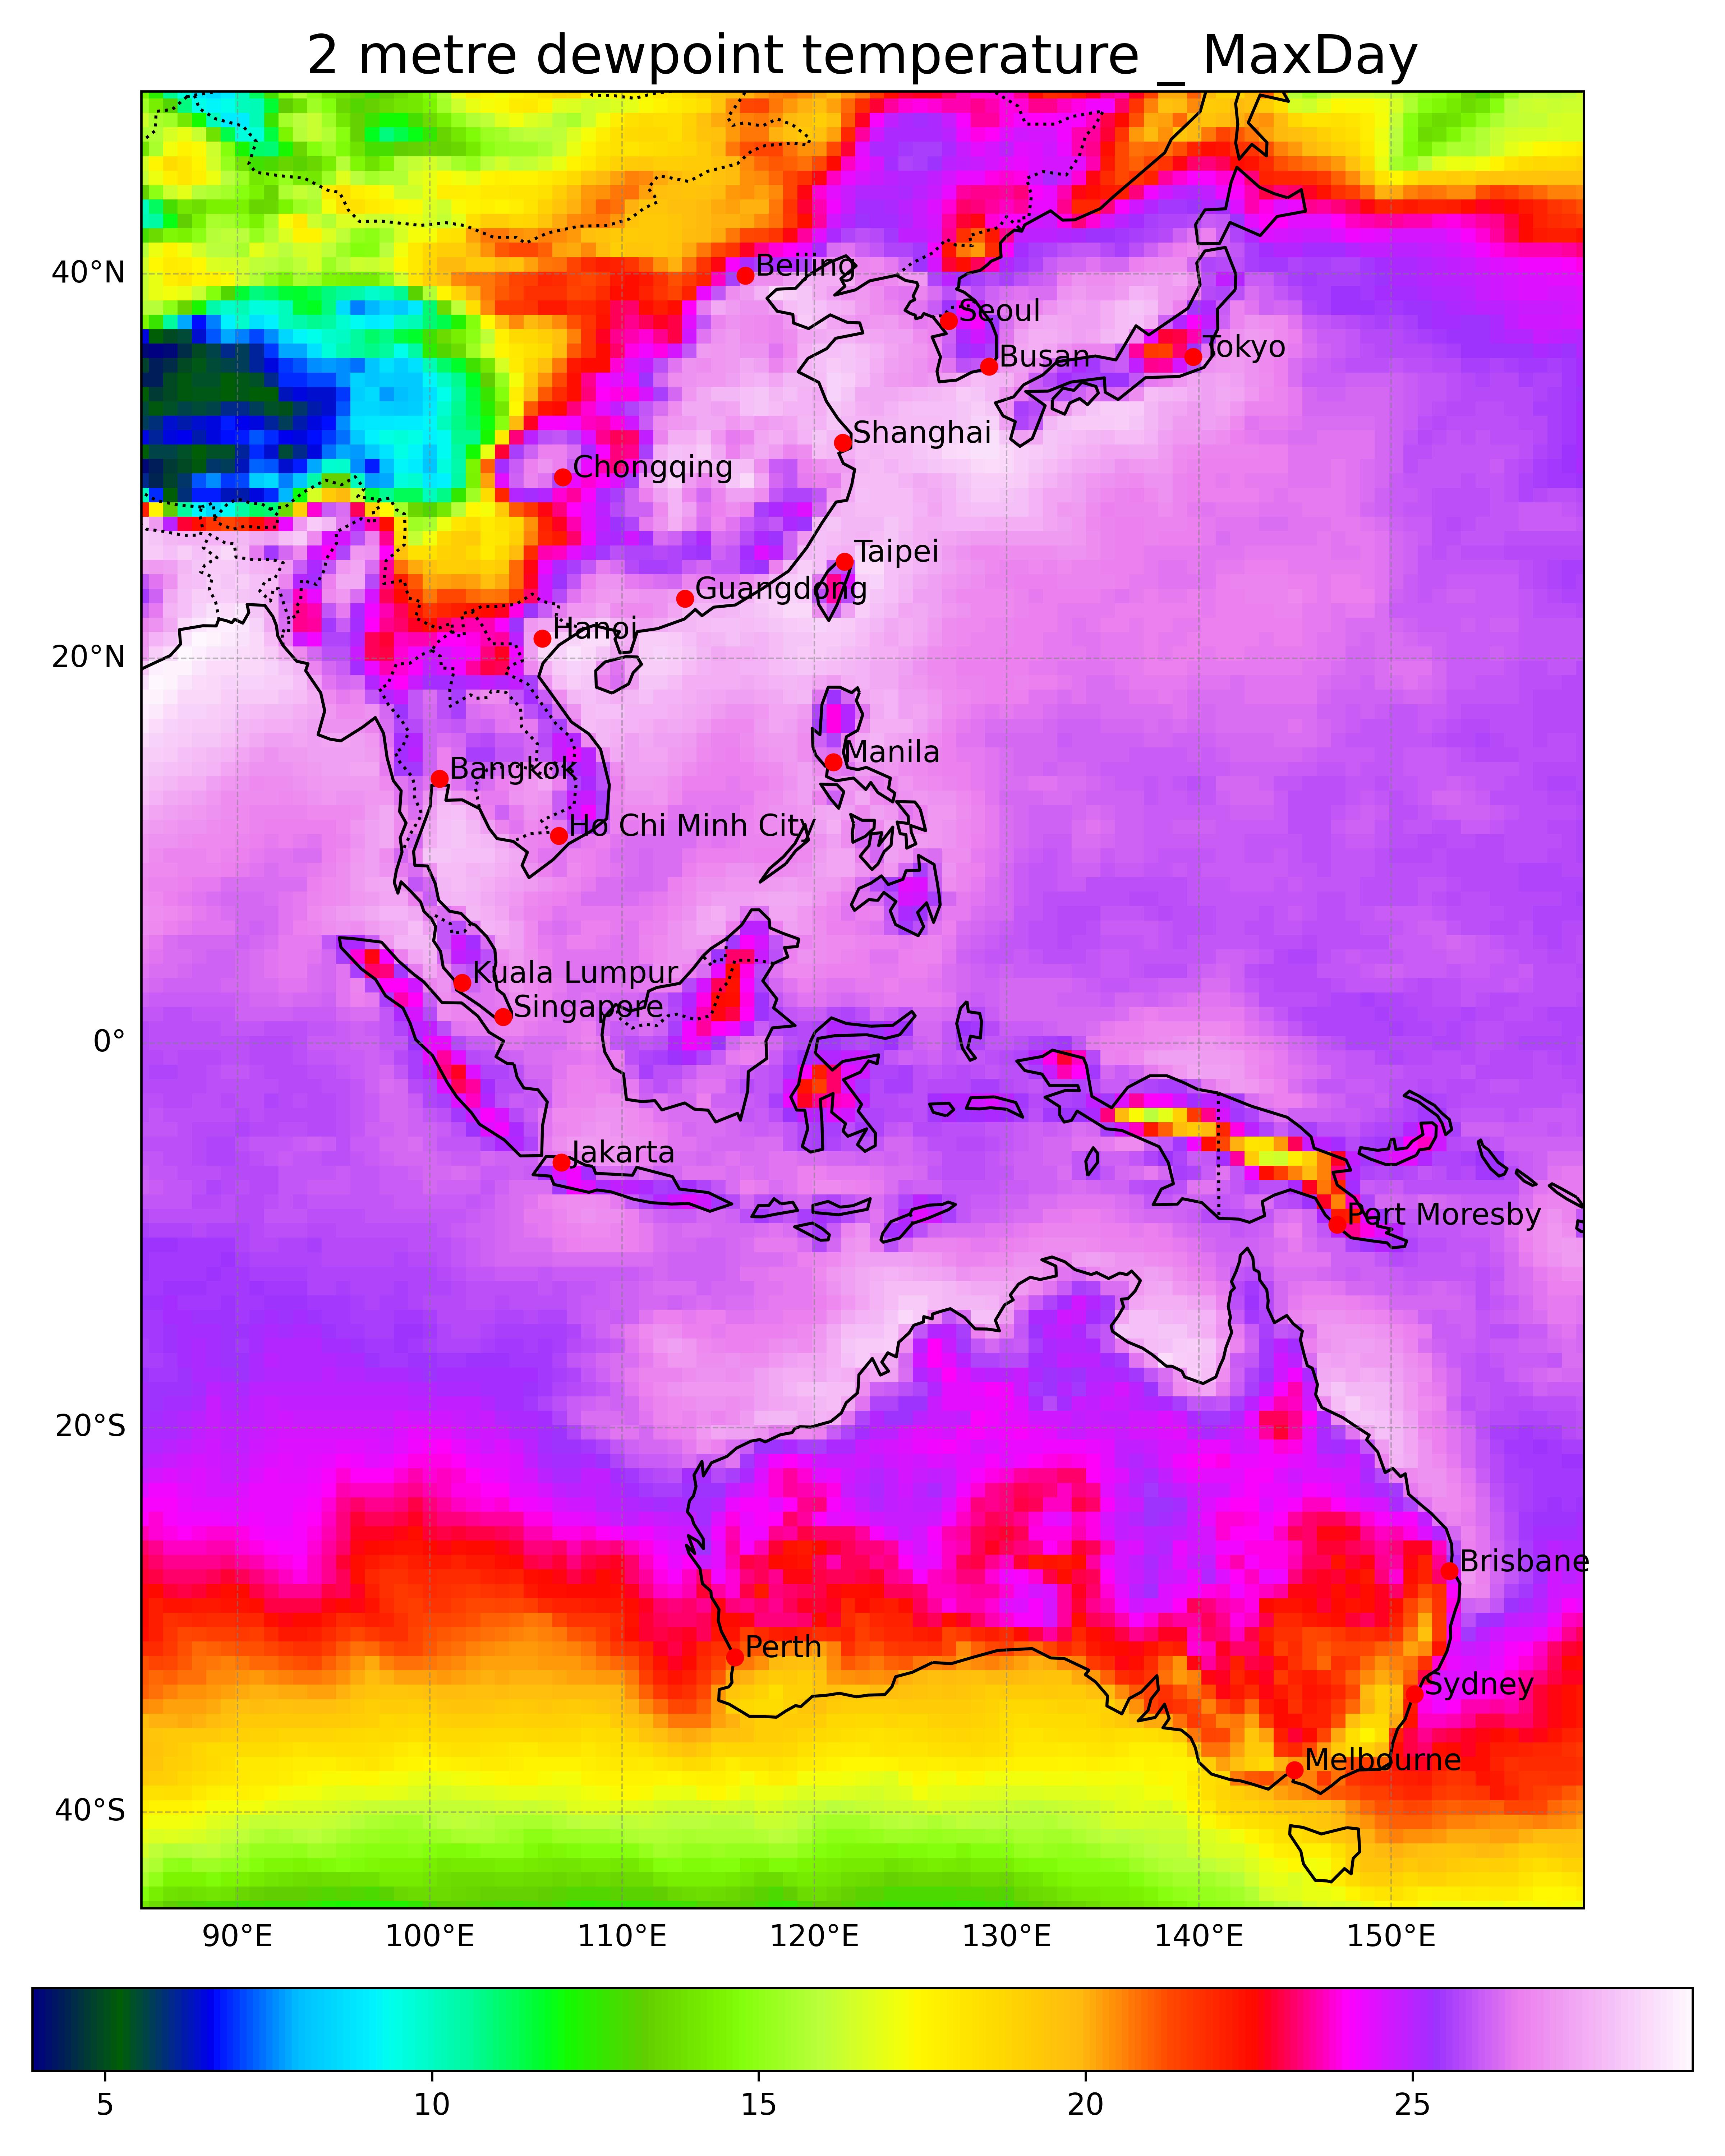 2 metre dewpoint temperature _ MaxDay
40°N
20°N
0°
20°S
40°S
Beijing
Seoul
Tokyo
Busan
Shanghai
Chongqing
Taipei
Guangdong
Hanoi
Manila
Bangkok
Ho Chi Minh City
Kuala Lumpur
Singapore
Jakarta
Port Moresby
Brisbane
Perth
Sydney
Melbourne
90°E 100°E 110°E 120°E 130°E 140°E 150°E
5 10 15 20 25